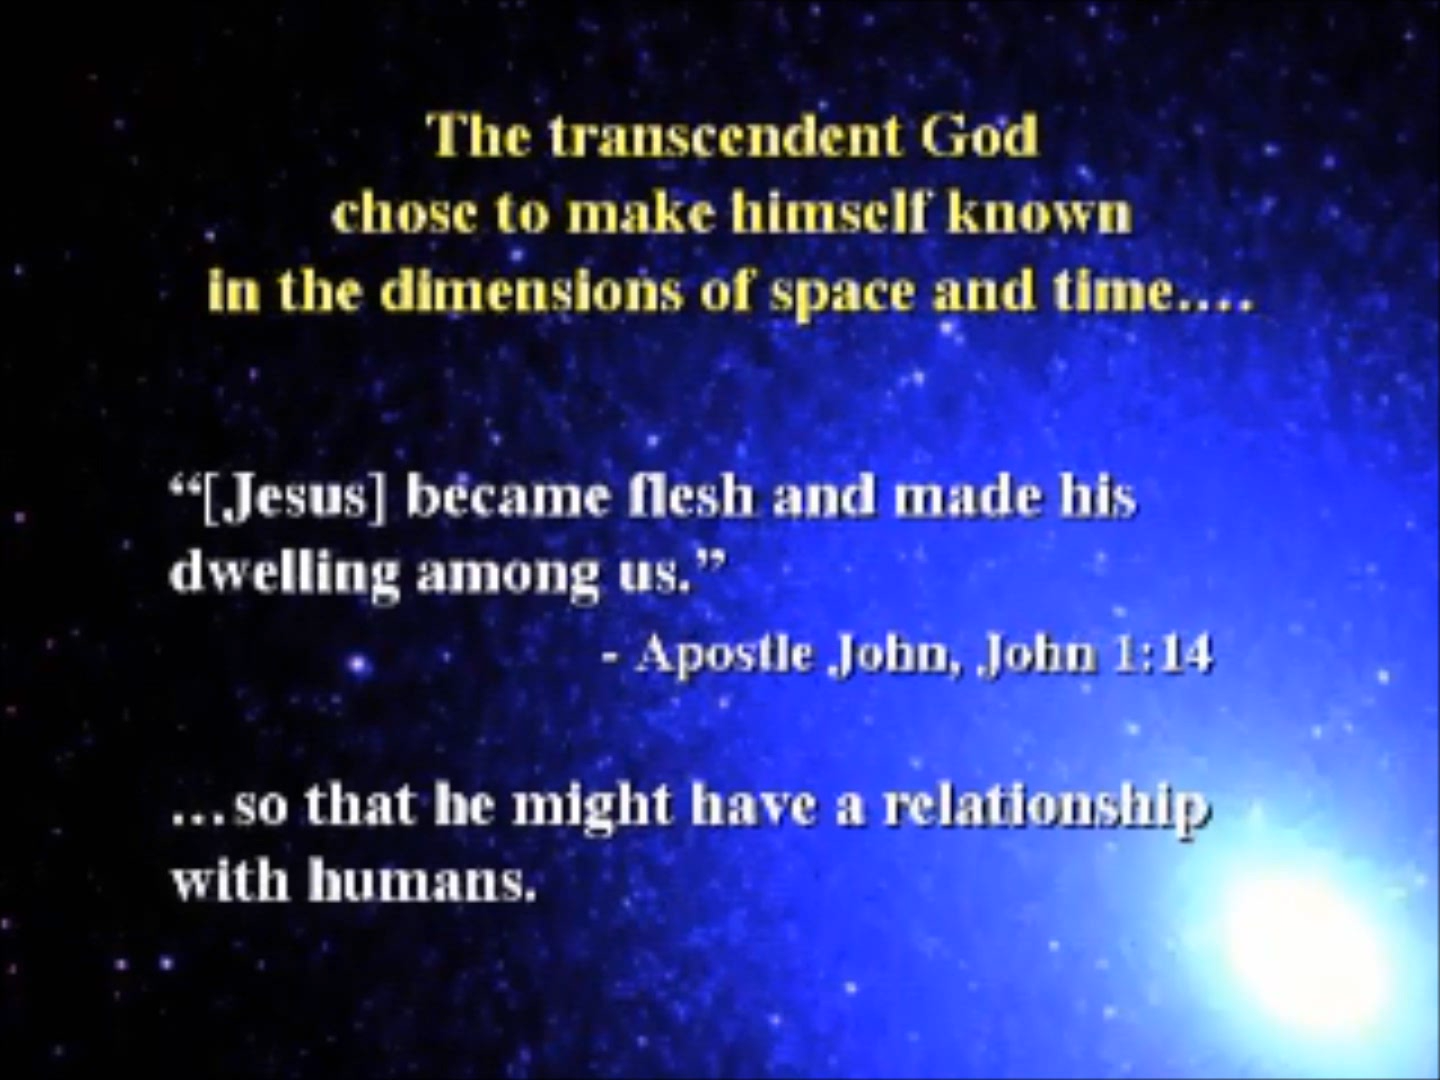 The transcendent God
chose to make himself known
in the dimensions of space and time….
“[Jesus] became flesh and made his
dwelling among us.”
- Apostle John, John 1:14
…so that he might have a relationship
with humans.